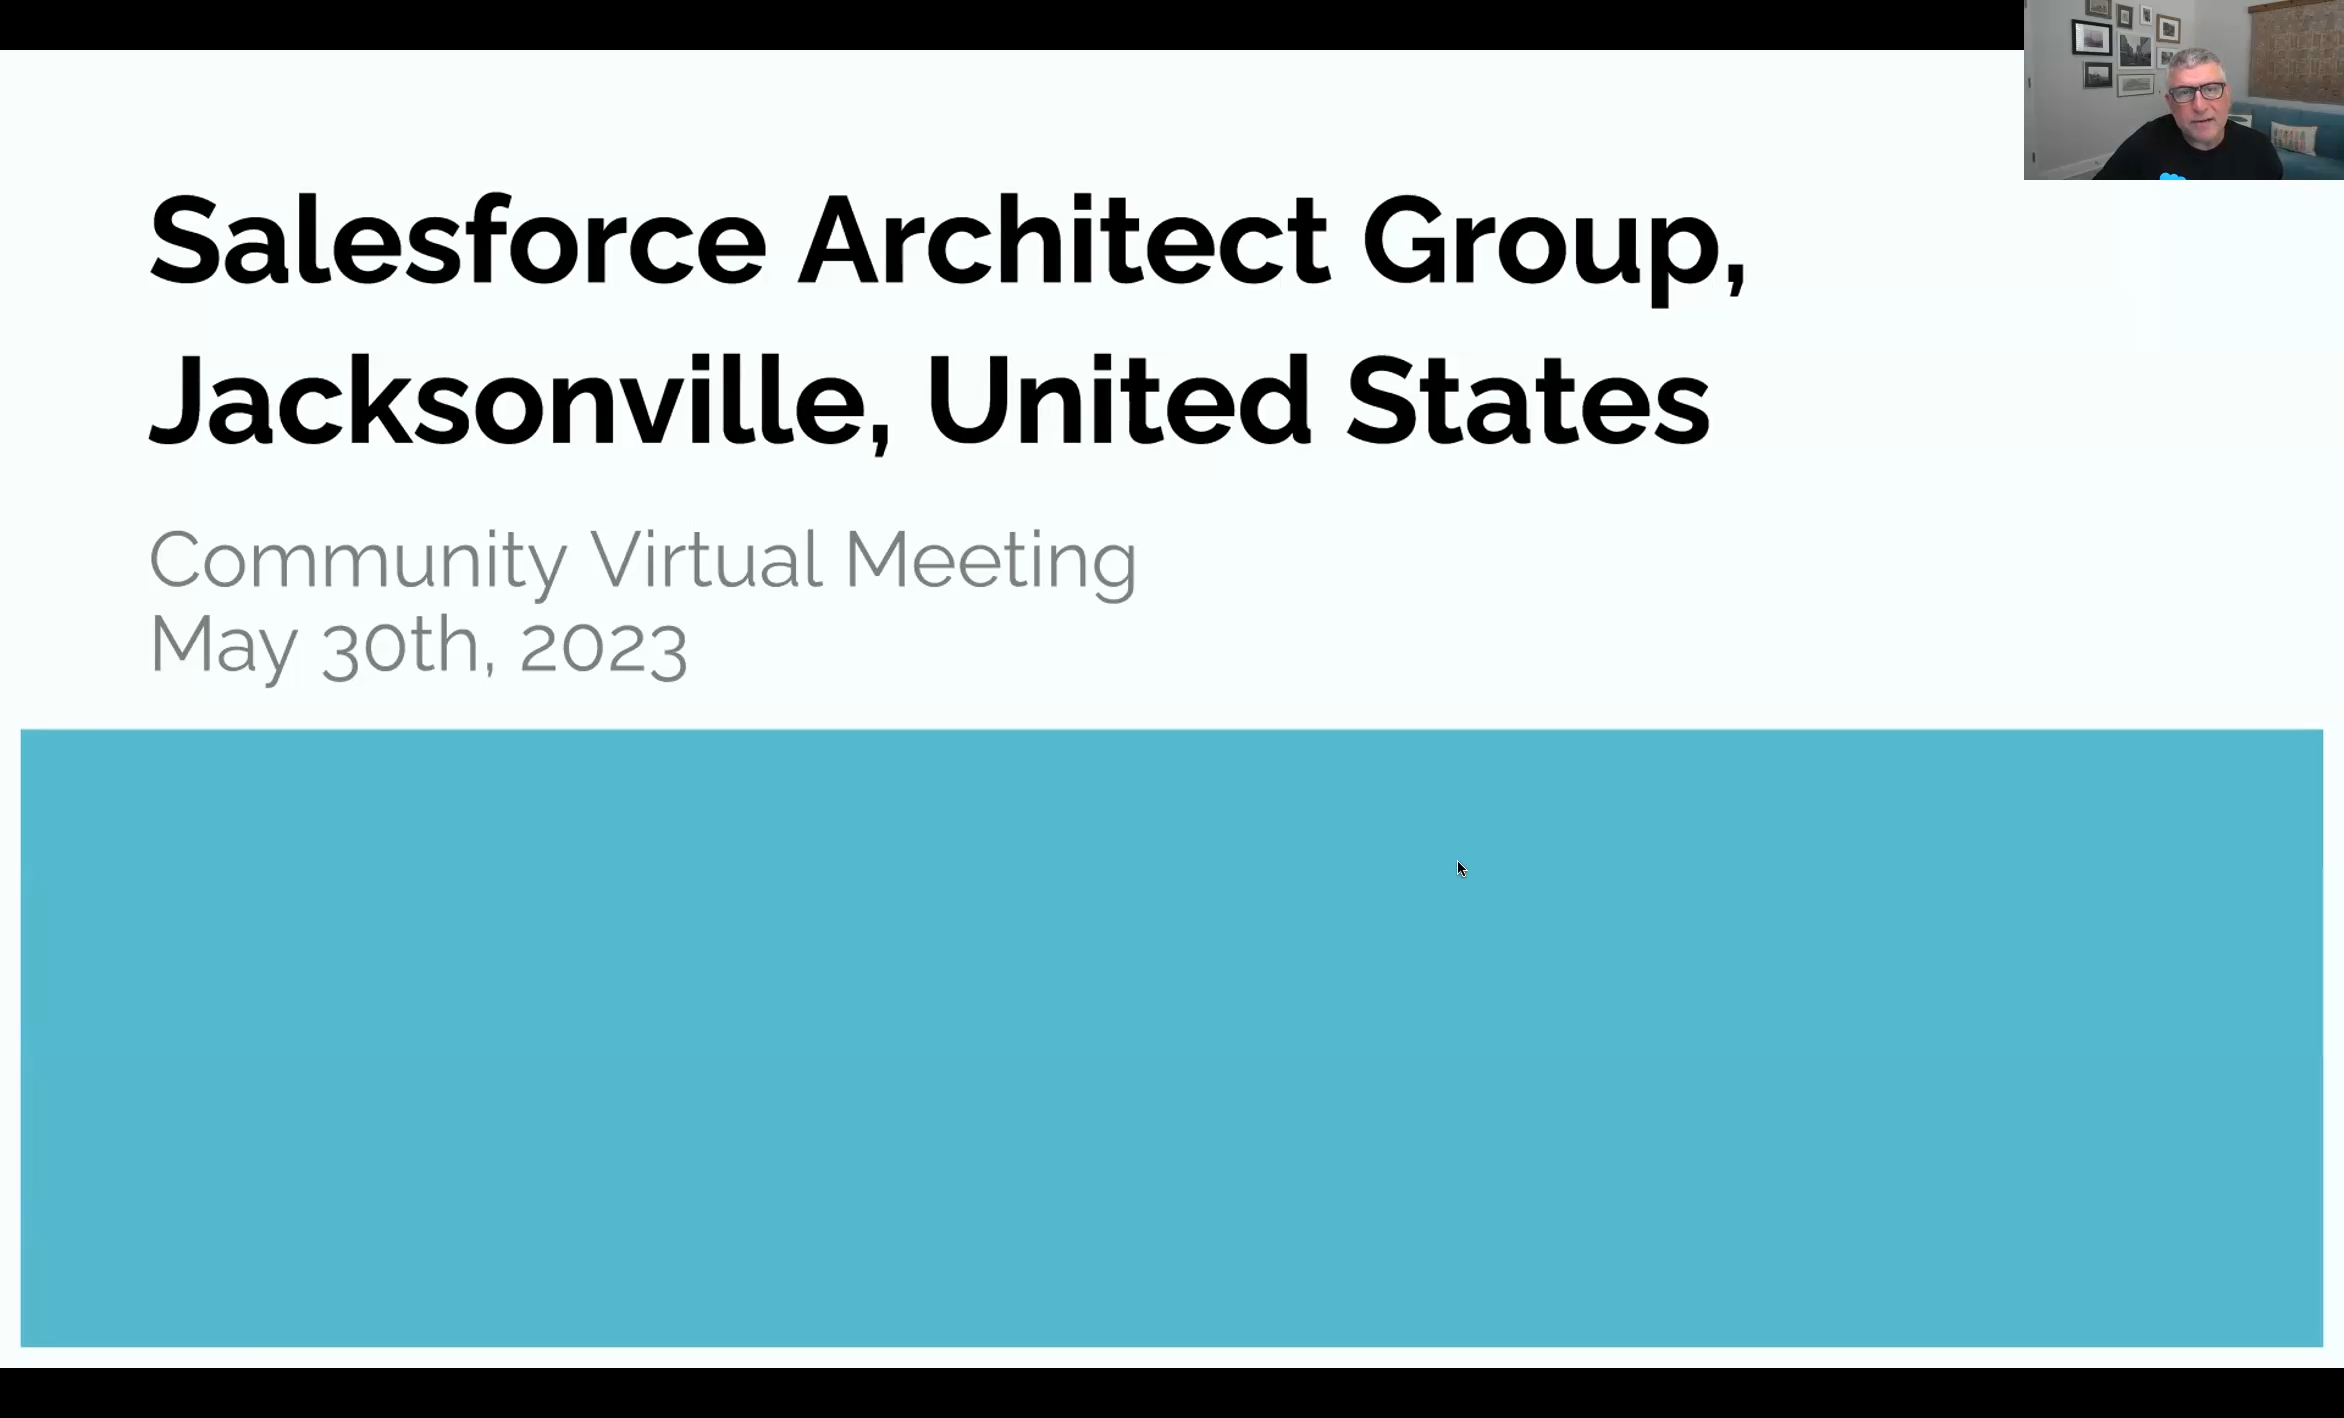 Salesforce Architect Group,
Jacksonville, United States
Community Virtual Meeting
May 30th, 2023